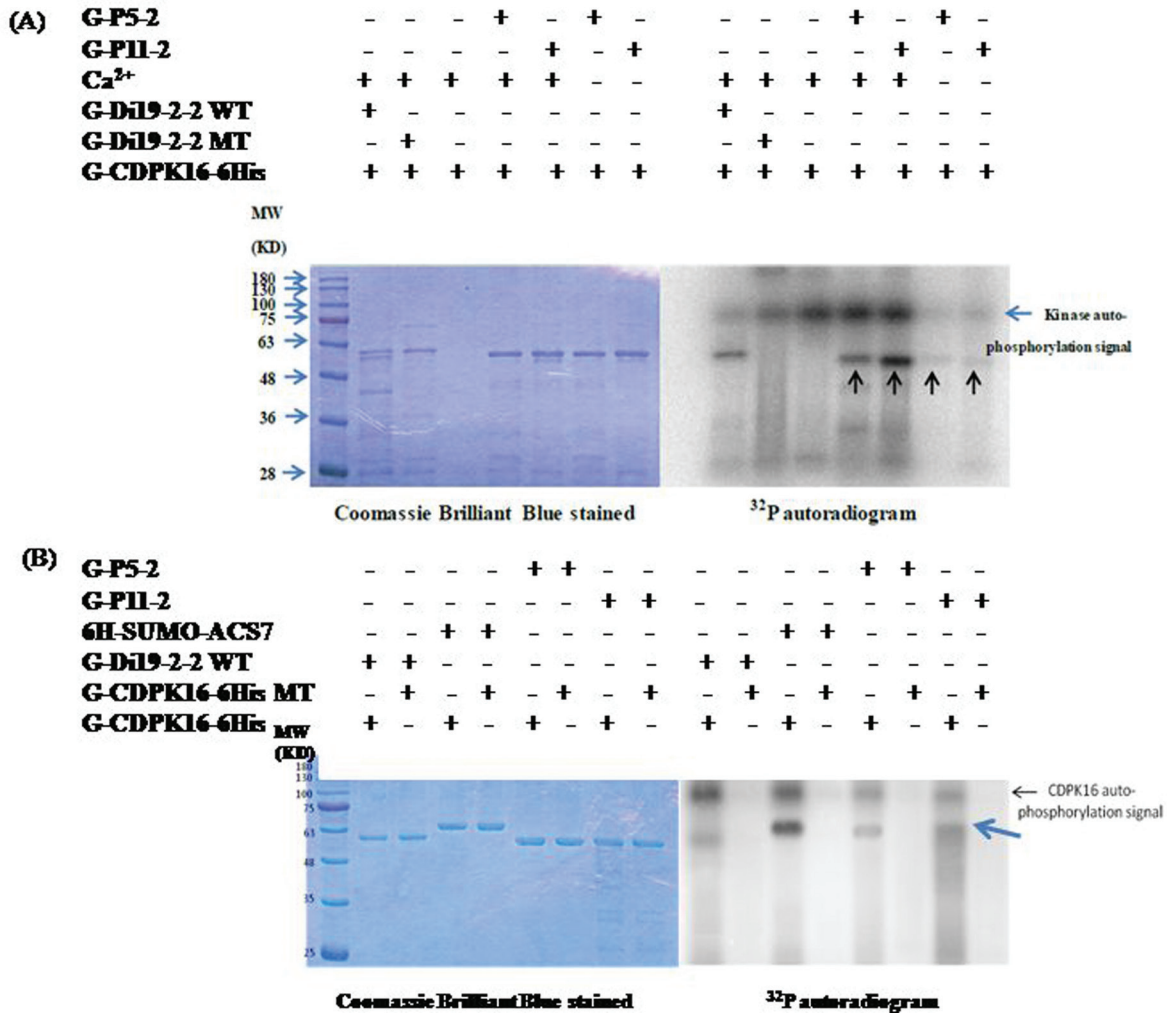 (A)
G-P5-2 – – – + – + – – – – + – + –
G-P11-2 – – – – + – + – – – – + – +
Ca2+ + + + + + – – + + + + + – –
G-Di19-2-2 WT + – – – – – – + – – – – – –
G-Di19-2-2 MT – + – – – – – – + – – – – –
G-CDPK16-6His + + + + + + + + + + + + + +
MW
(KD)
180
130
100
75
63
48
36
28
Kinase auto-
phosphorylation signal
Coomassie Brilliant Blue stained
32P autoradiogram
(B)
G-P5-2 – – – – + + – – – – – – + + – –
G-P11-2 – – – – – – + + – – – – – – + +
6H-SUMO-ACS7 – – + + – – – – – – + + – – – –
G-Di19-2-2 WT + + – – – – – – + + – – – – – –
G-CDPK16-6His MT – + – + – + – + – + – + – + – +
G-CDPK16-6His + – + – + – + – + – + – + – + –
MW
(KD)
180
130
100
75
63
48
35
25
CDPK16 auto-
phosphorylation signal
Coomassie Brilliant Blue stained
32P autoradiogram